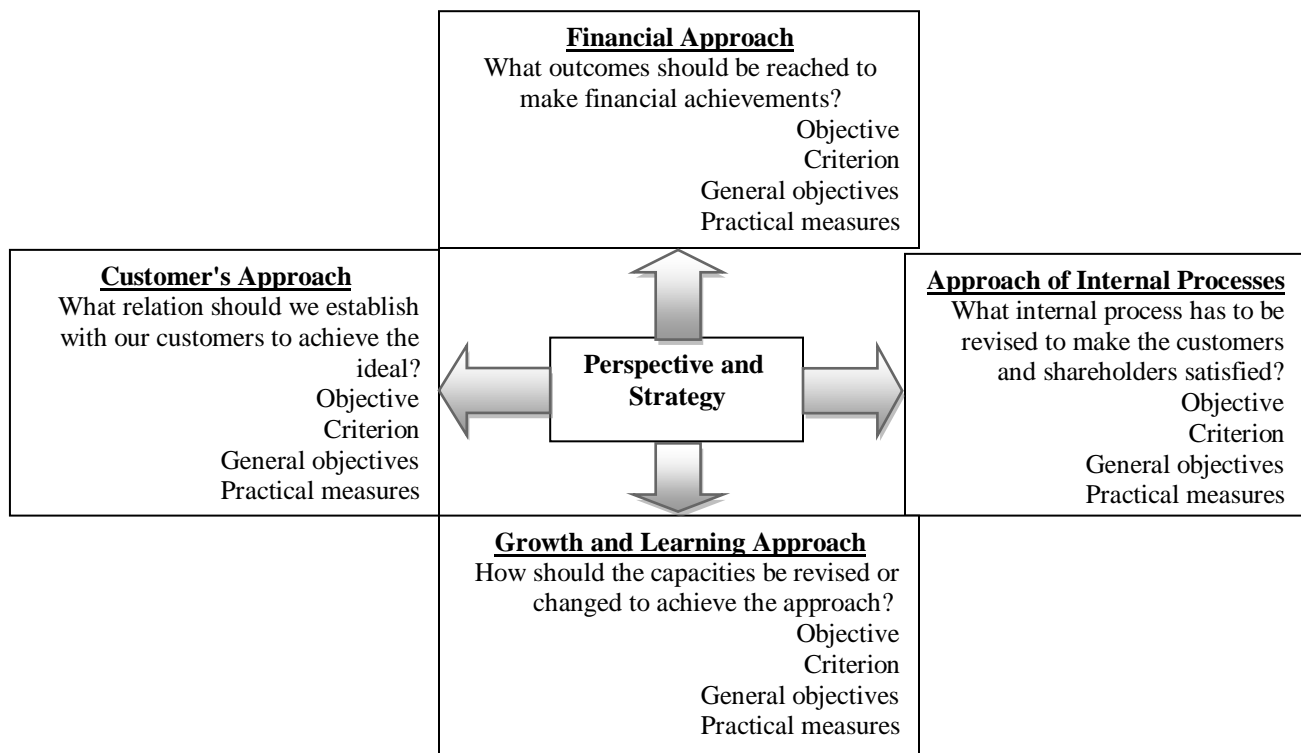 Financial Approach
What outcomes should be reached to
make financial achievements?
Objective
Criterion
General objectives
Practical measures
Customer's Approach
What relation should we establish
with our customers to achieve the
ideal?
Objective
Criterion
General objectives
Practical measures
Perspective and
Strategy
Approach of Internal Processes
What internal process has to be
revised to make the customers
and shareholders satisfied?
Objective
Criterion
General objectives
Practical measures
Growth and Learning Approach
How should the capacities be revised or
changed to achieve the approach?
Objective
Criterion
General objectives
Practical measures